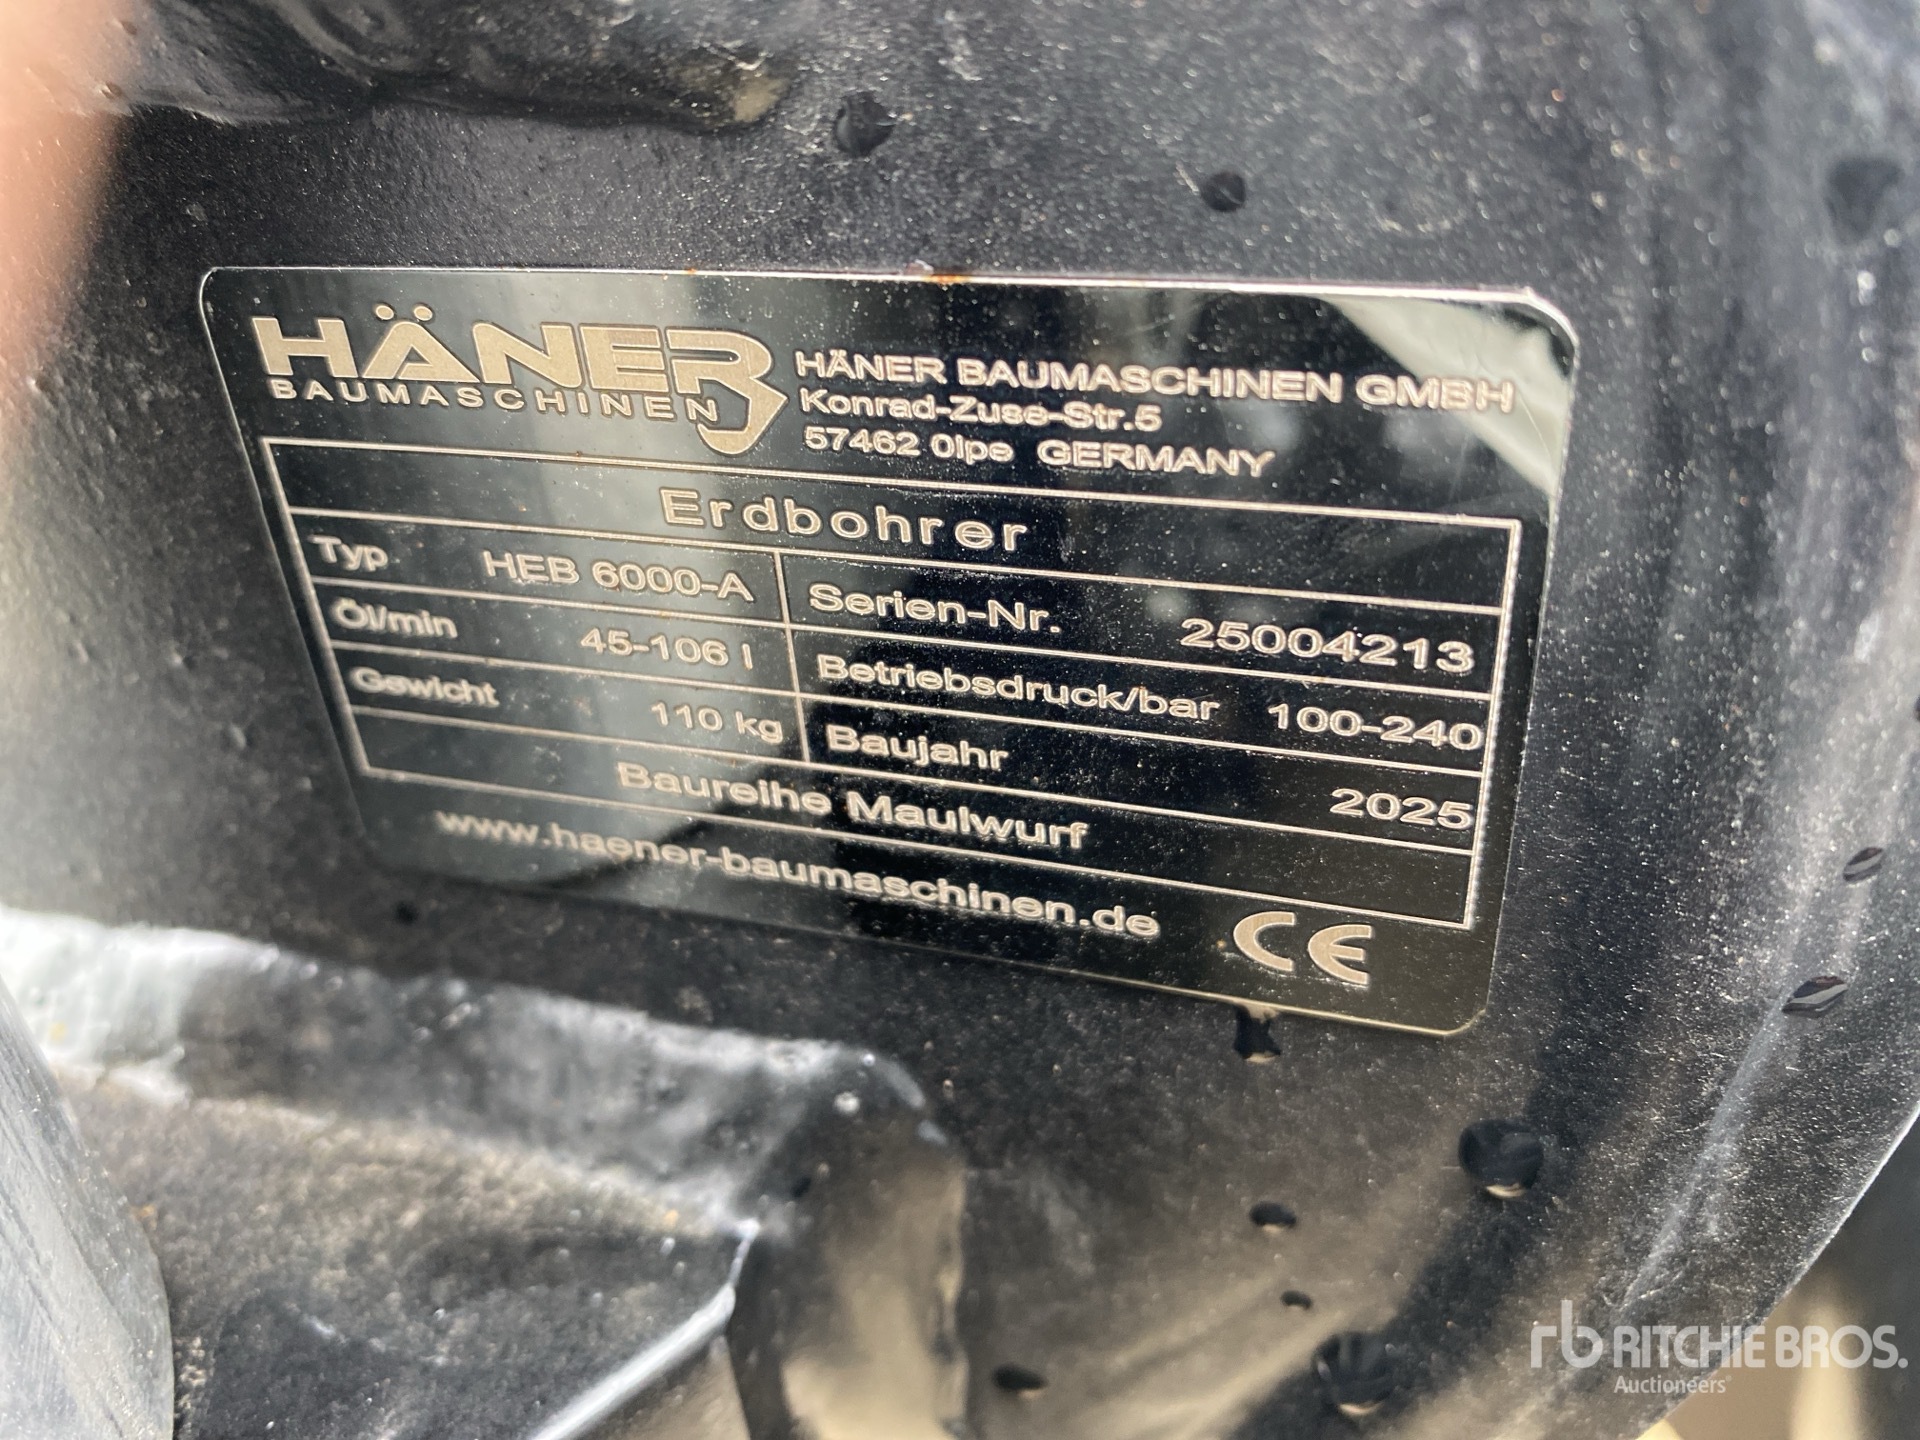 HÄNER
BAUMASCHINEN
HÄNER BAUMASCHINEN GMBH
Konrad-Zuse-Str.5
57462 Olpe GERMANY
Erdbohrer
Typ HEB 6000-A Serien-Nr. 25004213
Öl/min 45-106 l Betriebsdruck/bar 100-240
Gewicht 110 kg Baujahr 2025
Baureihe Maulwurf
www.haener-baumaschinen.de
CE
rb RITCHIE BROS.
Auctioneers